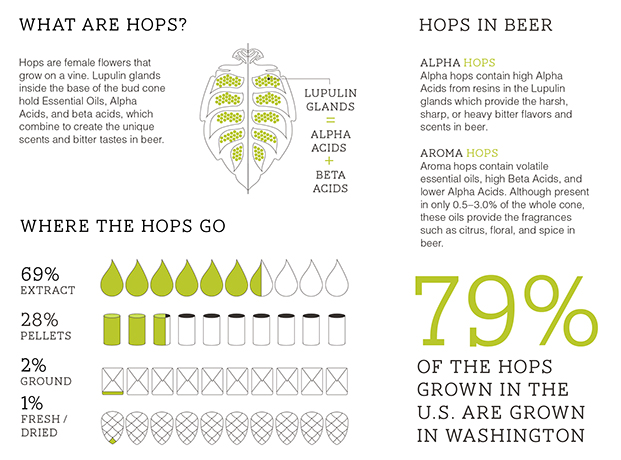 WHAT ARE HOPS?
Hops are female flowers that
grow on a vine. Lupulin glands
inside the base of the bud cone
hold Essential Oils, Alpha
Acids, and beta acids, which
combine to create the unique
scents and bitter tastes in beer.
LUPULIN
GLANDS
=
ALPHA
ACIDS
+
BETA
ACIDS
HOPS IN BEER
ALPHA HOPS
Alpha hops contain high Alpha
Acids from resins in the Lupulin
glands which provide the harsh,
sharp, or heavy bitter flavors and
scents in beer.
AROMA HOPS
Aroma hops contain volatile
essential oils, high Beta Acids, and
lower Alpha Acids. Although present
in only 0.5–3.0% of the whole cone,
these oils provide the fragrances
such as citrus, floral, and spice in
beer.
WHERE THE HOPS GO
69%
EXTRACT
28%
PELLETS
2%
GROUND
1%
FRESH /
DRIED
79%
OF THE HOPS
GROWN IN THE
U.S. ARE GROWN
IN WASHINGTON